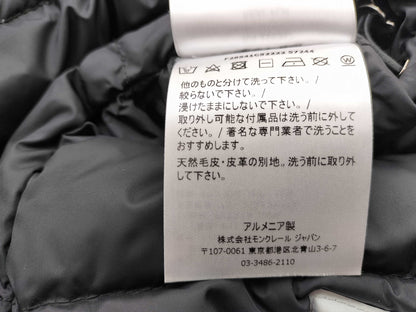 他のものと分けて洗って下さい。/
絞らないで下さい。/
浸けたままにしないで下さい。/
取り外し可能な付属品は洗う前に外して
下さい。/ 著名な専門業者で洗うことを
おすすめします。
天然毛皮・皮革の別地。洗う前に取り外
して下さい。
アルメニア製
株式会社モンクレール ジャパン
〒107-0061 東京都港区北青山3-6-7
03-3486-2110